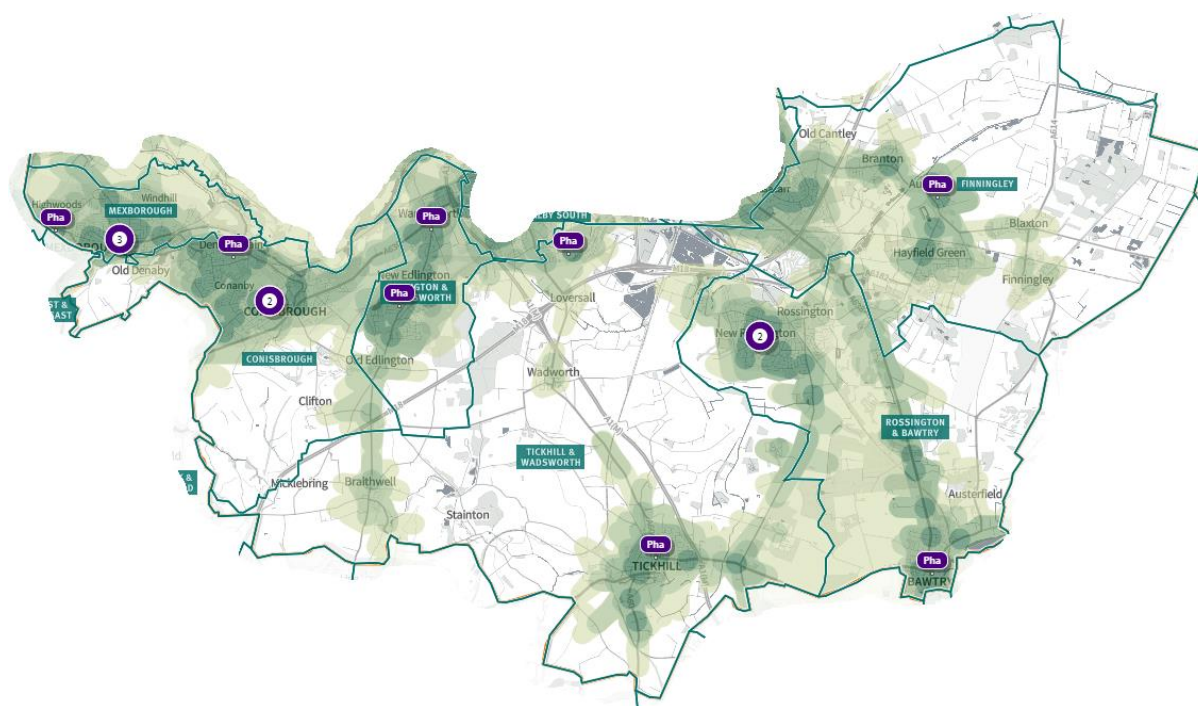 Old Cantley
Branton
Pha
FINNINGLEY
Windhill
Highwoods
MEXBOROUGH
Pha
Pha
Pha
Blaxton
3
Pha
Hayfield Green
Old Denaby
New Edlington
Finningley
Conanby
Pha
2
Loversall
Rossington
2
CONISBROUGH
Old Edlington
Wadworth
Clifton
M18
A1(M)
ROSSINGTON
& BAWTRY
TICKHILL &
WADSWORTH
Micklebring
Braithwell
Austerfield
Stainton
Pha
TICKHILL
Pha
BAWTRY